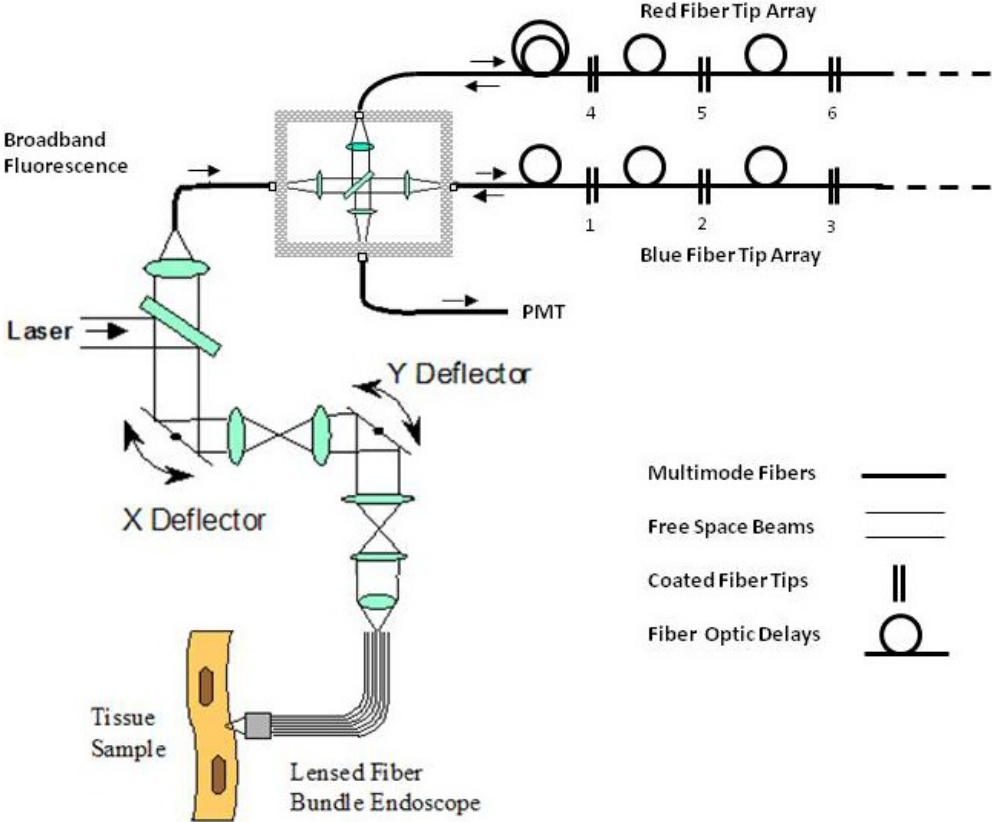 Red Fiber Tip Array
4 5 6
Broadband
Fluorescence
1 2 3
Blue Fiber Tip Array
PMT
Laser
Y Deflector
X Deflector
Multimode Fibers
Free Space Beams
Coated Fiber Tips
Fiber Optic Delays
Tissue
Sample
Lensed Fiber
Bundle Endoscope